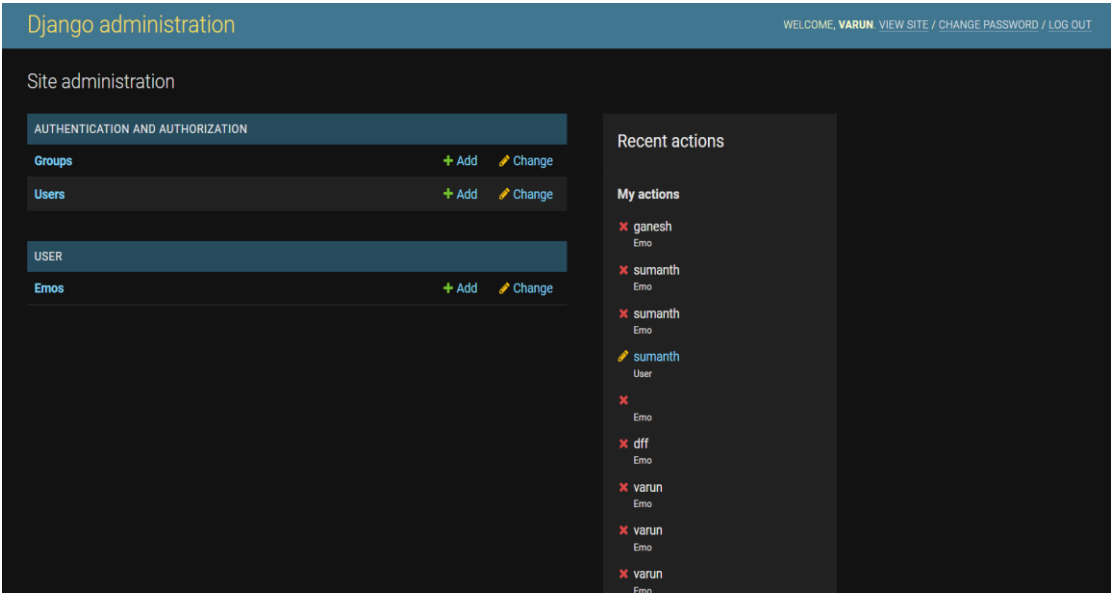 Django administration
WELCOME, VARUN. VIEW SITE / CHANGE PASSWORD / LOG OUT
Site administration
AUTHENTICATION AND AUTHORIZATION
Groups Add Change
Users Add Change
USER
Emos Add Change
Recent actions
My actions
ganesh
Emo
sumanth
Emo
sumanth
Emo
sumanth
User
Emo
dff
Emo
varun
Emo
varun
Emo
varun
Emo